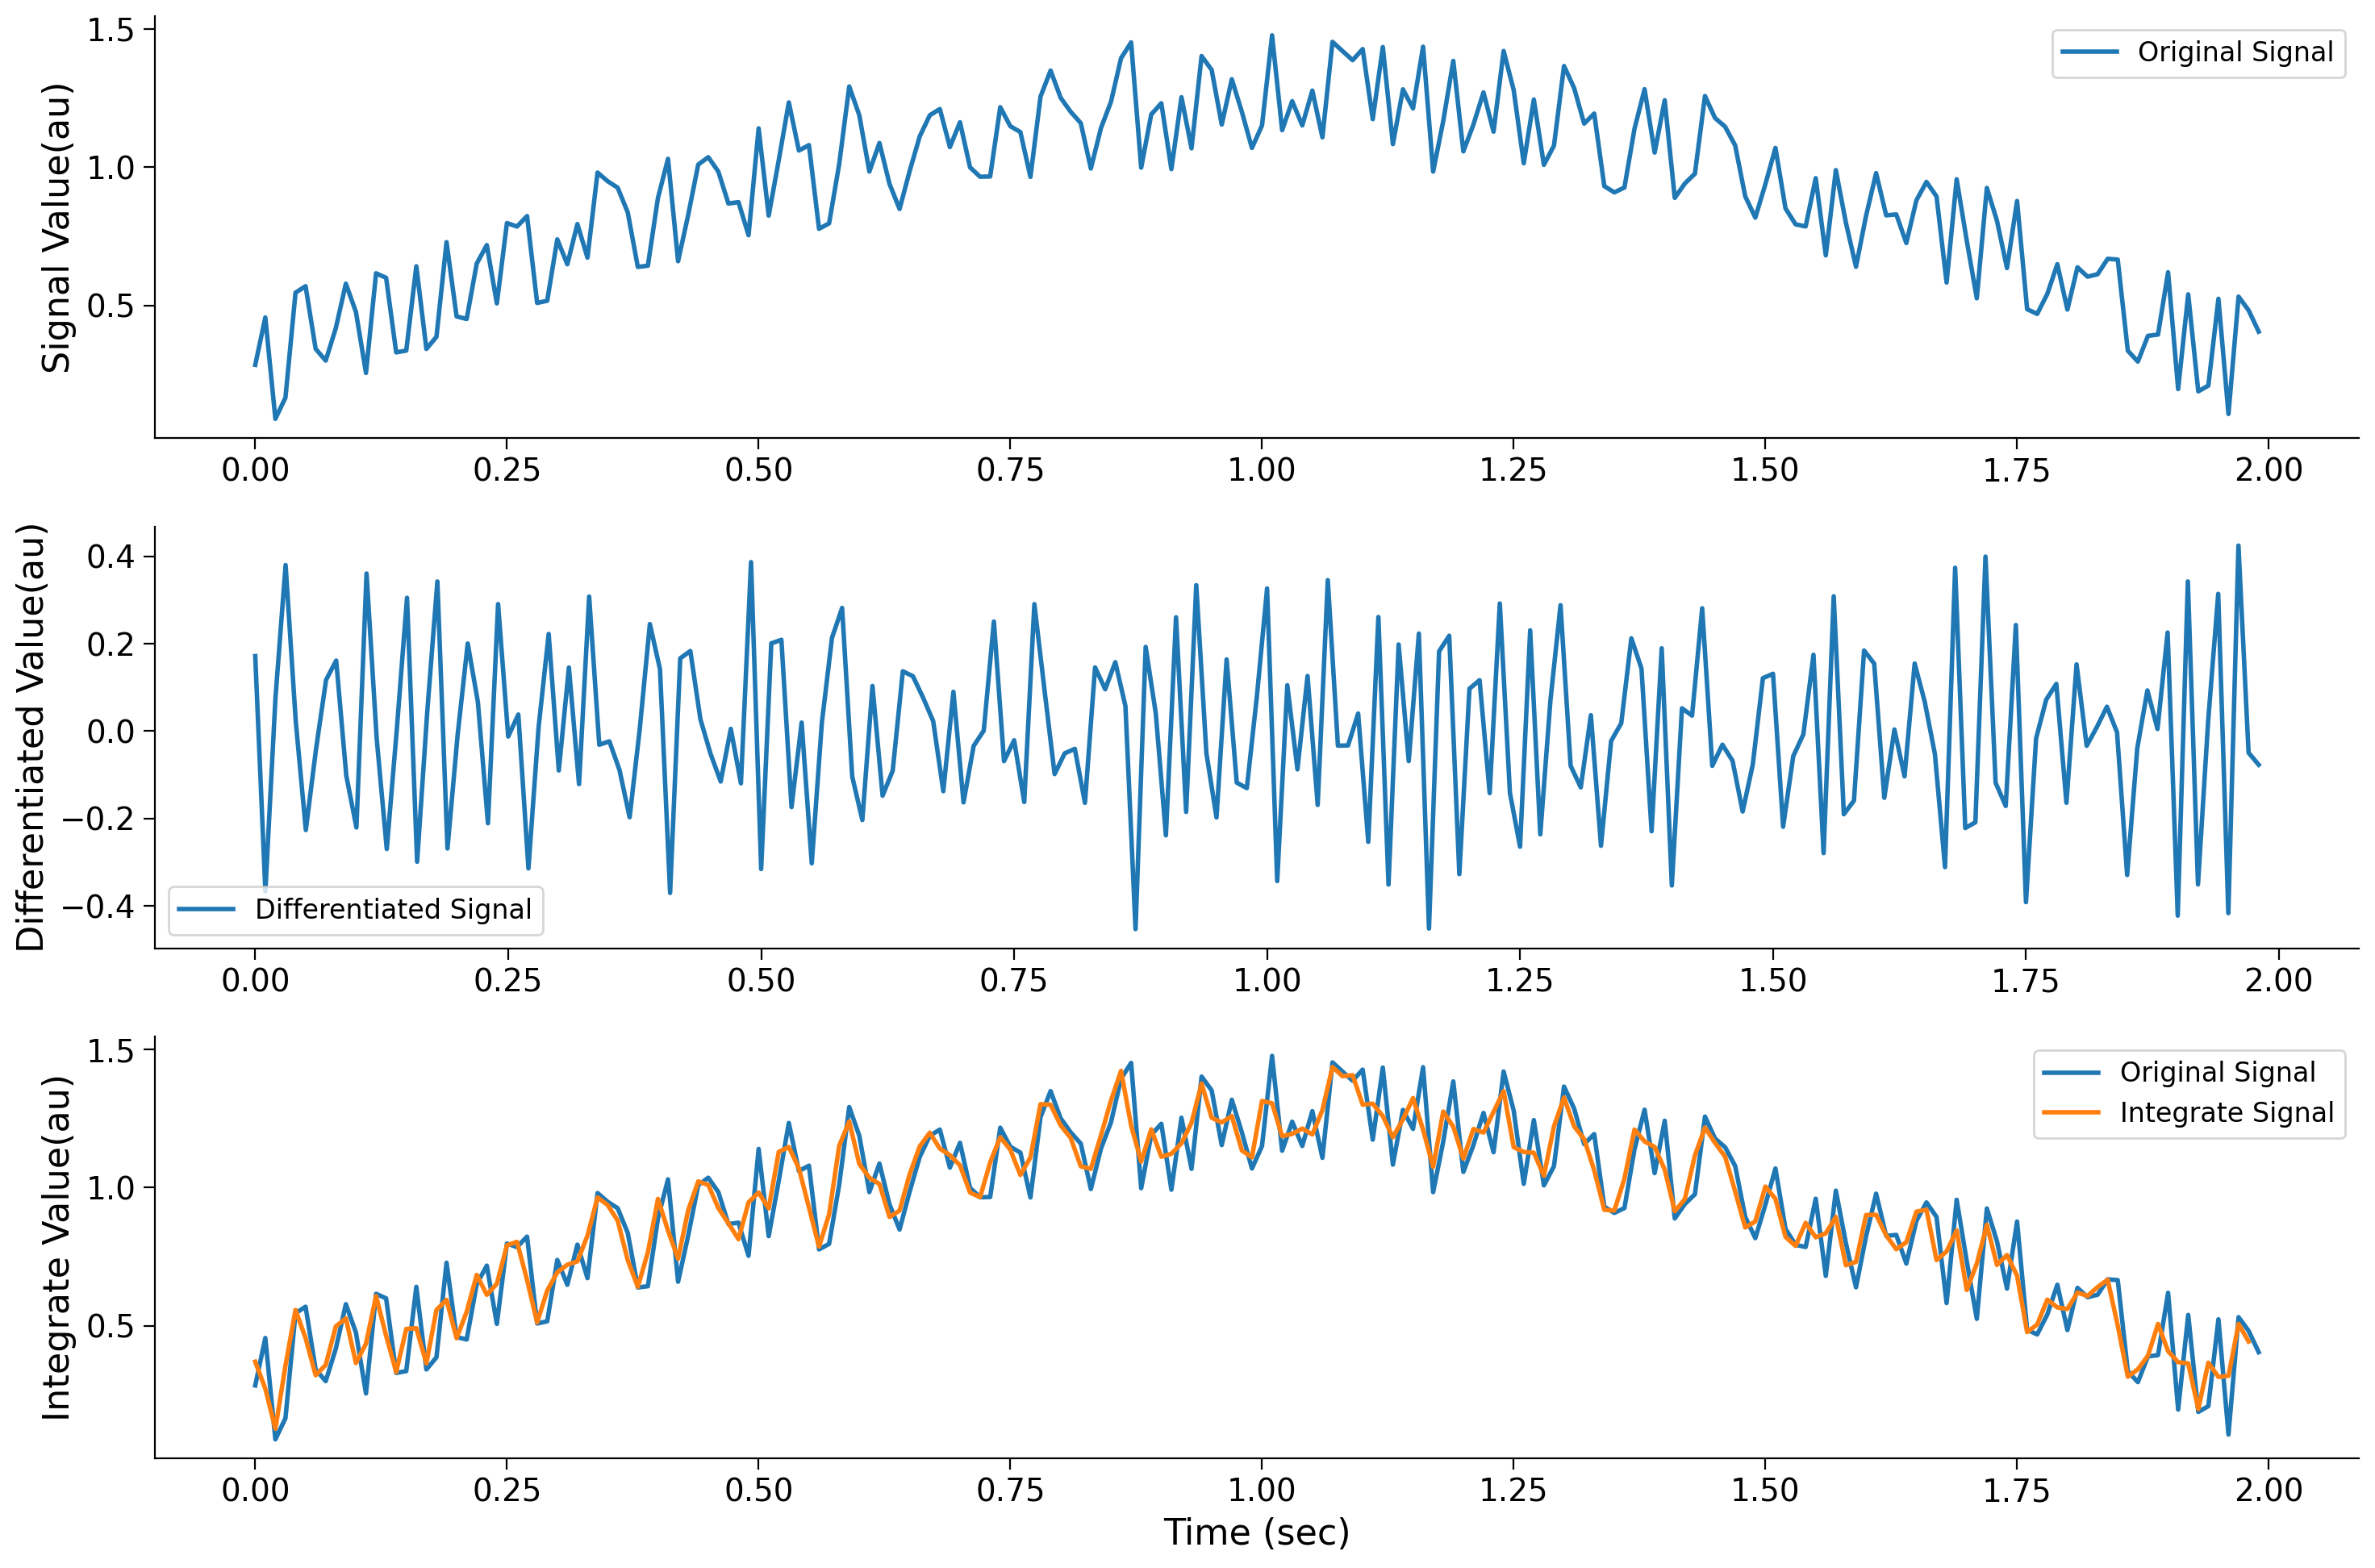 Signal Value(au)
1.5
1.0
0.5
Original Signal
0.00 0.25 0.50 0.75 1.00 1.25 1.50 1.75 2.00
Differentiated Value(au)
0.4
0.2
0.0
−0.2
−0.4
Differentiated Signal
0.00 0.25 0.50 0.75 1.00 1.25 1.50 1.75 2.00
Integrate Value(au)
1.5
1.0
0.5
Original Signal
Integrate Signal
0.00 0.25 0.50 0.75 1.00 1.25 1.50 1.75 2.00
Time (sec)